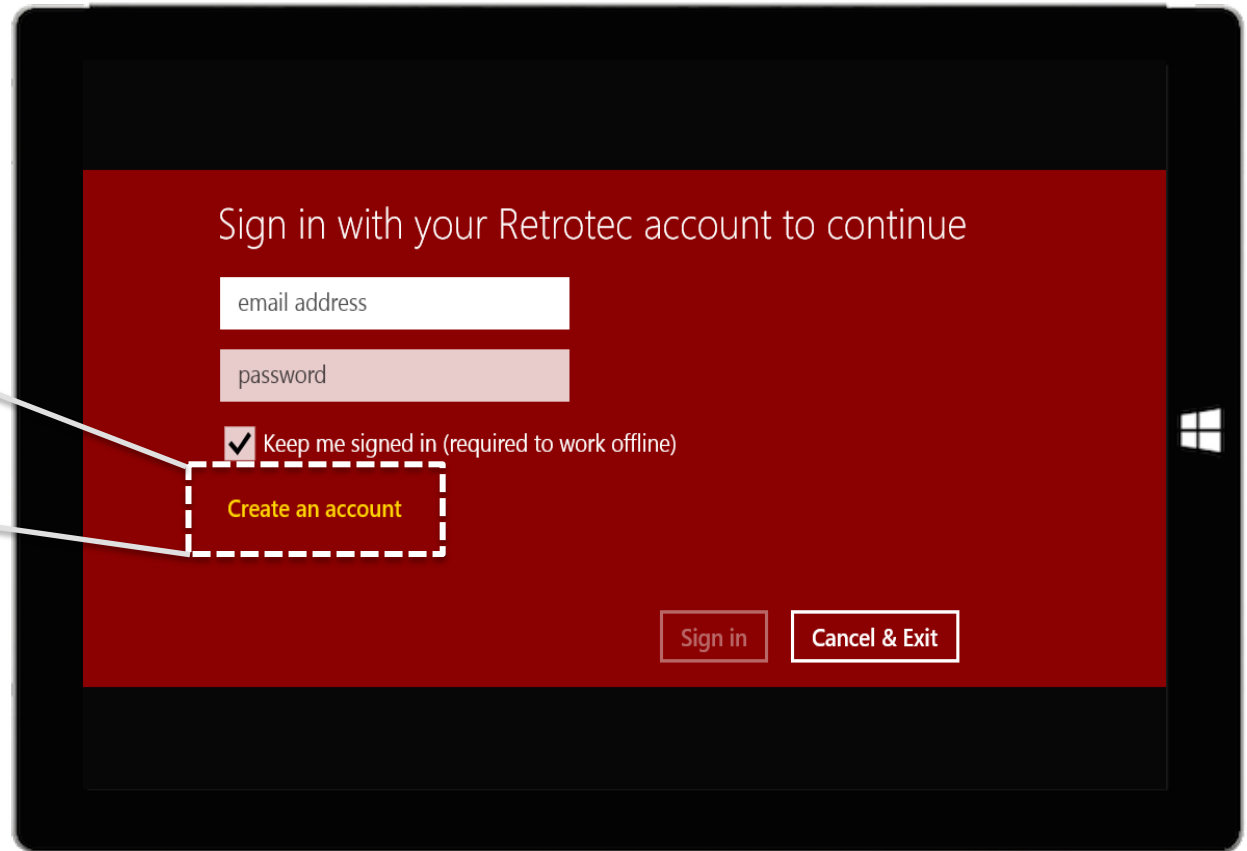 Sign in with your Retrotec account to continue
email address
password
Keep me signed in (required to work offline)
Create an account
Sign in
Cancel & Exit